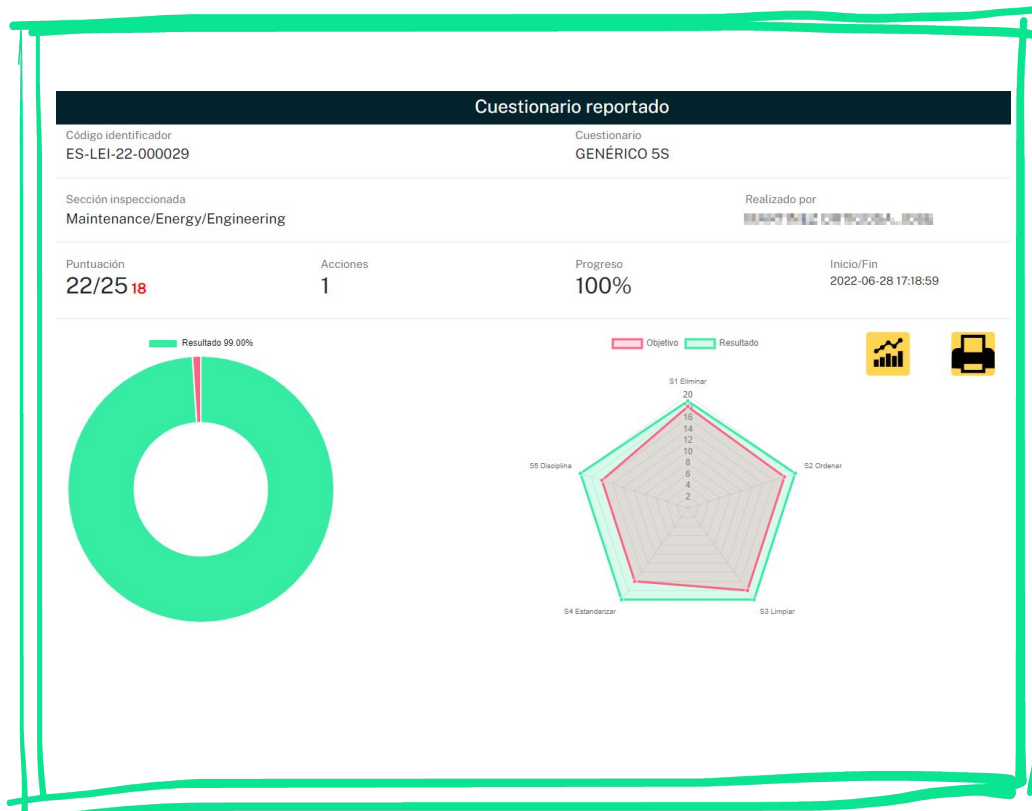 Cuestionario reportado
Código identificador
ES-LEI-22-000029
Cuestionario
GENÉRICO 5S
Sección inspeccionada
Maintenance/Energy/Engineering
Realizado por
Puntuación
22/25 18
Acciones
1
Progreso
100%
Inicio/Fin
2022-06-28 17:18:59
Resultado 99.00%
Objetivo Resultado
S1 Eliminar
20
16
14
12
10
8
6
4
2
S5 Disciplina
S2 Ordenar
S4 Estandarizar
S3 Limpiar